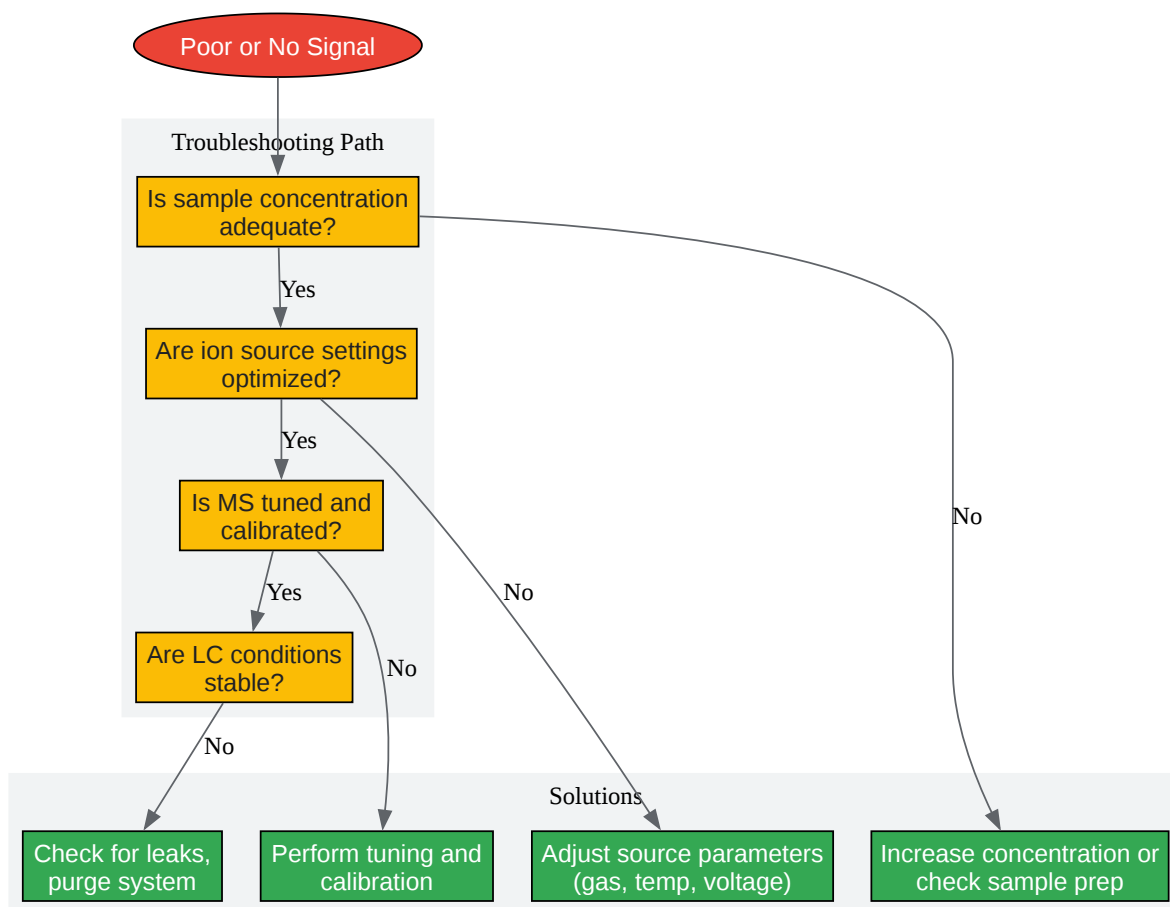 Poor or No Signal
Troubleshooting Path
Is sample concentration
adequate?
Yes
Are ion source settings
optimized?
Yes
No
Is MS tuned and
calibrated?
Yes
No
Are LC conditions
stable?
No
No
Solutions
Check for leaks,
purge system
Perform tuning and
calibration
Adjust source parameters
(gas, temp, voltage)
Increase concentration or
check sample prep